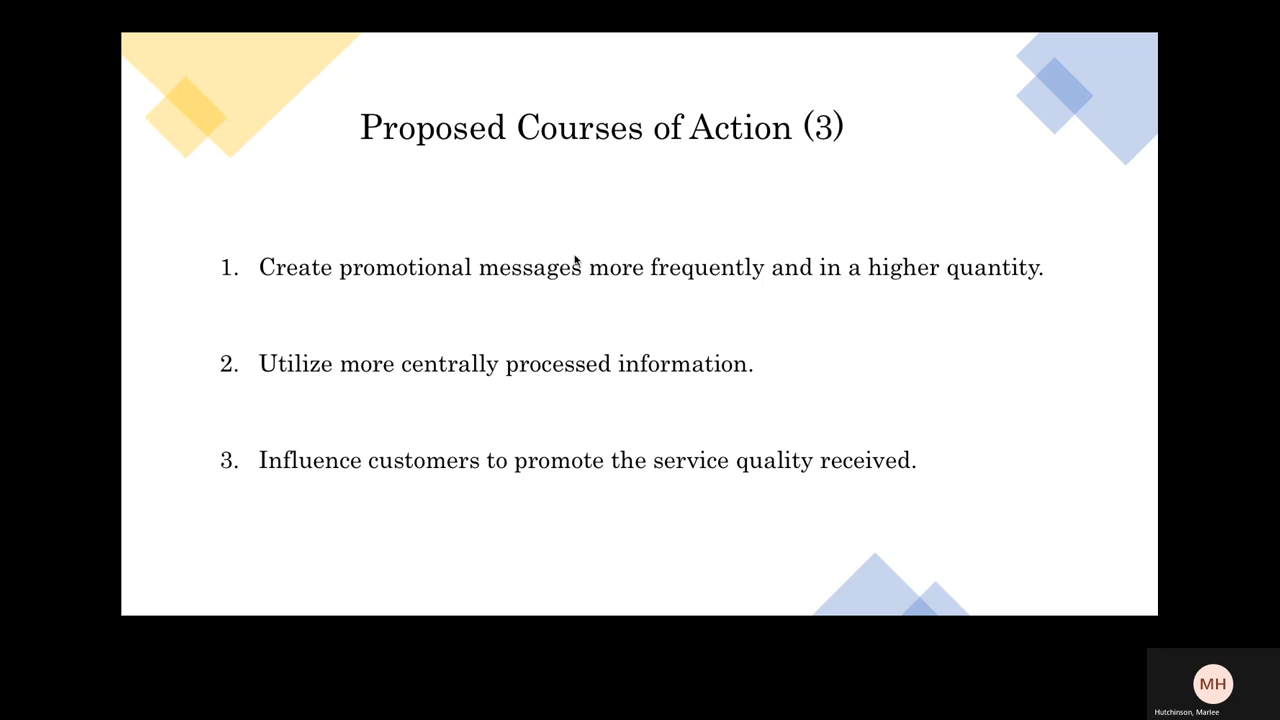 Proposed Courses of Action (3)
1. Create promotional messages more frequently and in a higher quantity.
2. Utilize more centrally processed information.
3. Influence customers to promote the service quality received.
MH
Hutchinson, Marlee